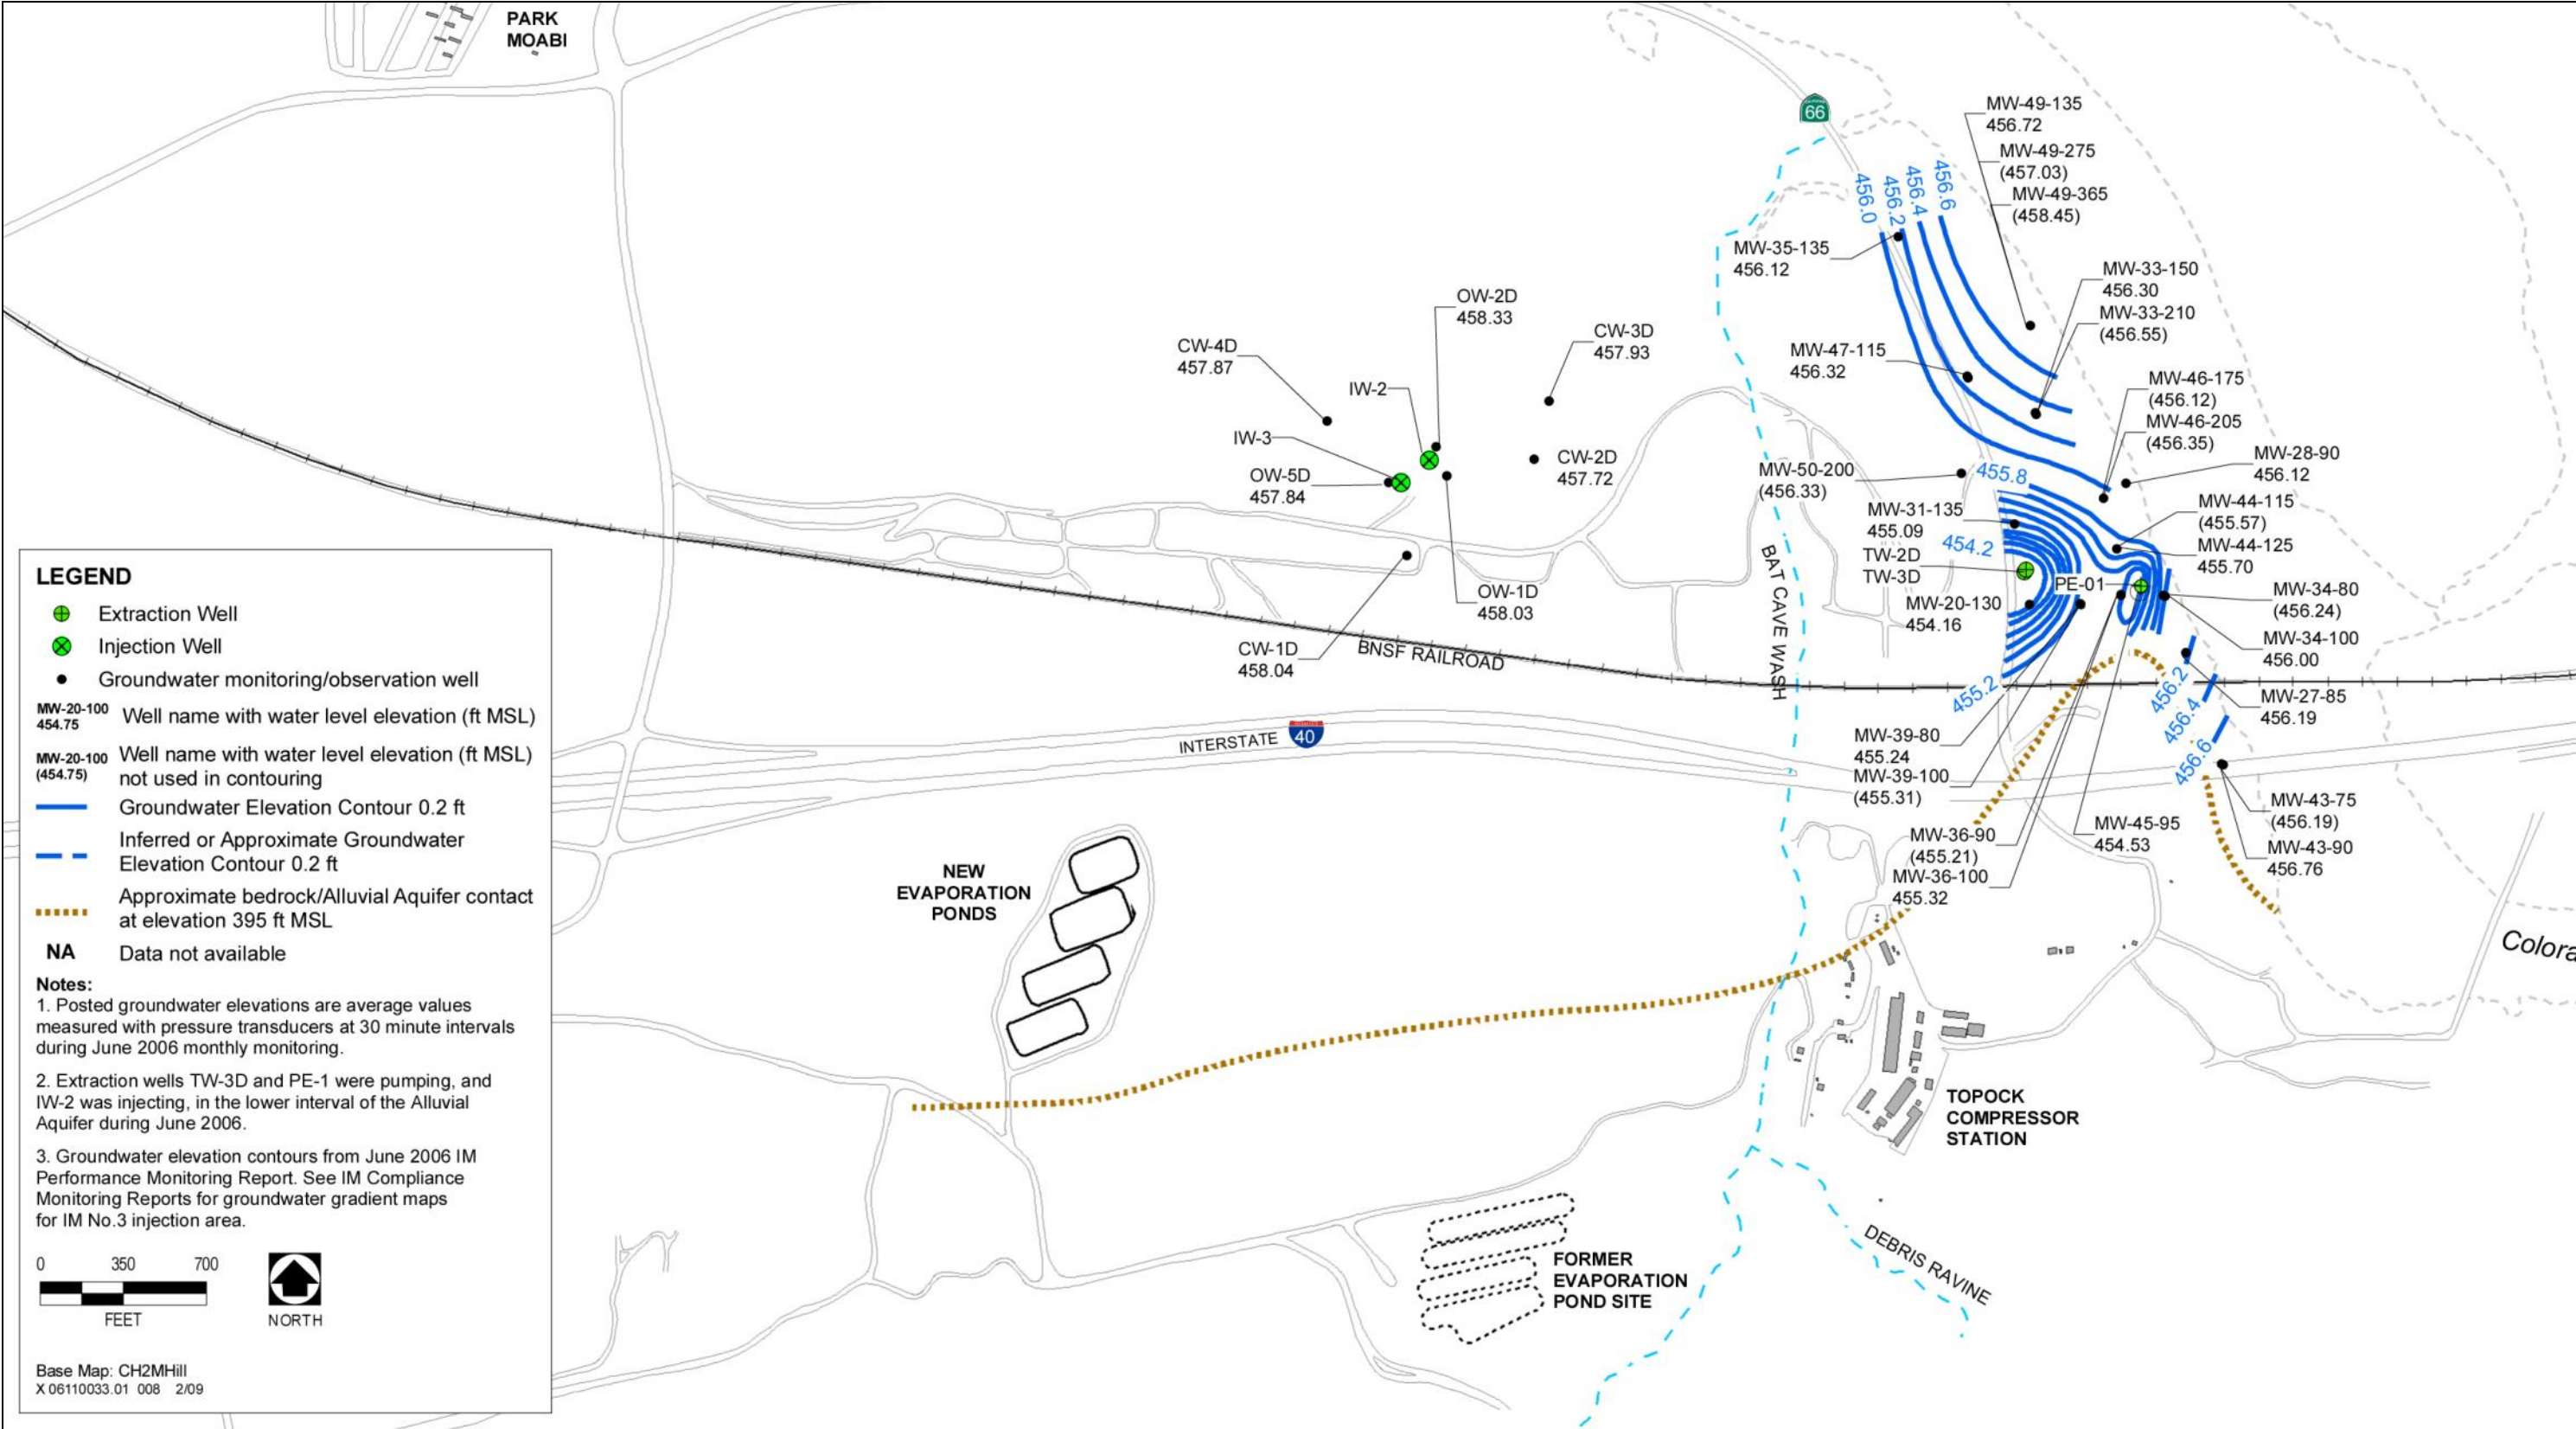 PARK
MOABI
66
MW-49-135
456.72
MW-49-275
(457.03)
MW-49-365
(458.45)
456.0
456.2
456.4
456.6
MW-35-135
456.12
MW-33-150
456.30
MW-33-210
(456.55)
OW-2D
458.33
CW-3D
457.93
CW-4D
457.87
IW-2
MW-47-115
456.32
MW-46-175
(456.12)
MW-46-205
(456.35)
IW-3
OW-5D
457.84
CW-2D
457.72
MW-50-200
(456.33)
455.8
MW-28-90
456.12
MW-31-135
455.09
MW-44-115
(455.57)
MW-44-125
455.70
454.2
TW-2D
TW-3D
PE-01
MW-20-130
454.16
MW-34-80
(456.24)
MW-34-100
456.00
OW-1D
458.03
CW-1D
458.04
BNSF RAILROAD
BAT CAVE WASH
455.2
456.2
456.4
456.6
MW-27-85
456.19
INTERSTATE 40
MW-39-80
455.24
MW-39-100
(455.31)
MW-36-90
(455.21)
MW-36-100
455.32
MW-45-95
454.53
MW-43-75
(456.19)
MW-43-90
456.76
NEW
EVAPORATION
PONDS
Colora
TOPOCK
COMPRESSOR
STATION
DEBRIS RAVINE
FORMER
EVAPORATION
POND SITE
LEGEND
Extraction Well
Injection Well
Groundwater monitoring/observation well
MW-20-100
454.75
Well name with water level elevation (ft MSL)
MW-20-100
(454.75)
Well name with water level elevation (ft MSL)
not used in contouring
Groundwater Elevation Contour 0.2 ft
Inferred or Approximate Groundwater
Elevation Contour 0.2 ft
Approximate bedrock/Alluvial Aquifer contact
at elevation 395 ft MSL
NA Data not available
Notes:
1. Posted groundwater elevations are average values
measured with pressure transducers at 30 minute intervals
during June 2006 monthly monitoring.
2. Extraction wells TW-3D and PE-1 were pumping, and
IW-2 was injecting, in the lower interval of the Alluvial
Aquifer during June 2006.
3. Groundwater elevation contours from June 2006 IM
Performance Monitoring Report. See IM Compliance
Monitoring Reports for groundwater gradient maps
for IM No.3 injection area.
0 350 700
FEET
NORTH
Base Map: CH2MHill
X 06110033.01 008 2/09